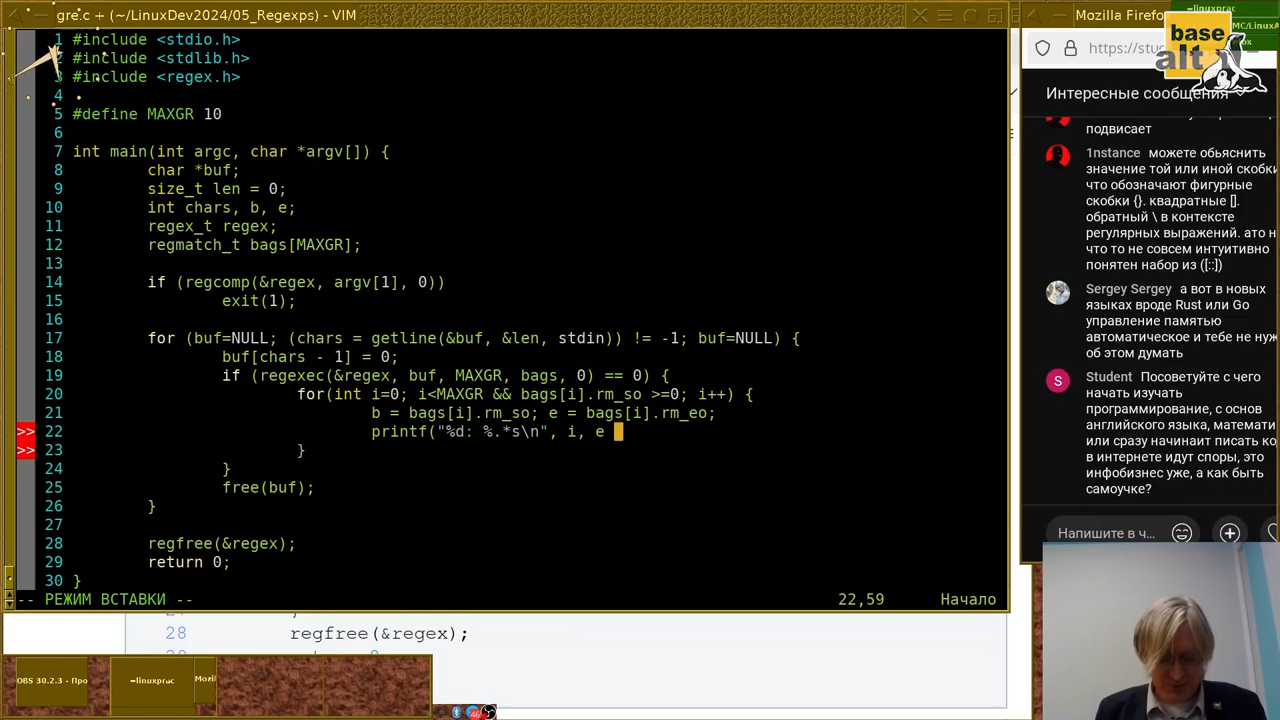 gre.c + (~/LinuxDev2024/05_Regexps) - VIM
1 #include <stdio.h>
2 #include <stdlib.h>
3 #include <regex.h>
4
5 #define MAXGR 10
6
7 int main(int argc, char *argv[]) {
8 char *buf;
9 size_t len = 0;
10 int chars, b, e;
11 regex_t regex;
12 regmatch_t bags[MAXGR];
13
14 if (regcomp(&regex, argv[1], 0))
15 exit(1);
16
17 for (buf=NULL; (chars = getline(&buf, &len, stdin)) != -1; buf=NULL) {
18 buf[chars - 1] = 0;
19 if (regexec(&regex, buf, MAXGR, bags, 0) == 0) {
20 for(int i=0; i<MAXGR && bags[i].rm_so >=0; i++) {
21 b = bags[i].rm_so; e = bags[i].rm_eo;
>> 22 printf("%d: %.*s\n", i, e
>> 23 }
24 }
25 free(buf);
26 }
27
28 regfree(&regex);
29 return 0;
30 }
-- РЕЖИМ ВСТАВКИ -- 22,59 Начало
28 regfree(&regex);
OBS 30.2.3 - Про
~linuxprac
Mozil
46
Mozilla Firefo
~linuxprac
MC/LinuxA
https://stu
base
alt
Интересные сообщения
подвисает
1nstance можете обьяснить
значение той или иной скобки
что обозначают фигурные
скобки {}. квадратные [].
обратный \ в контексте
регулярных выражений. ато н
что то не совсем интуитивно
понятен набор из ([::])
Sergey Sergey а вот в новых
языках вроде Rust или Go
управление памятью
автоматическое и тебе не нуж
об этом думать
S
Student Посоветуйте с чего
начать изучать
программирование, с основ
английского языка, математи
или сразу начинаит писать ко
в интернете идут споры, это
инфобизнес уже, а как быть
самоучке?
Напишите в ч...